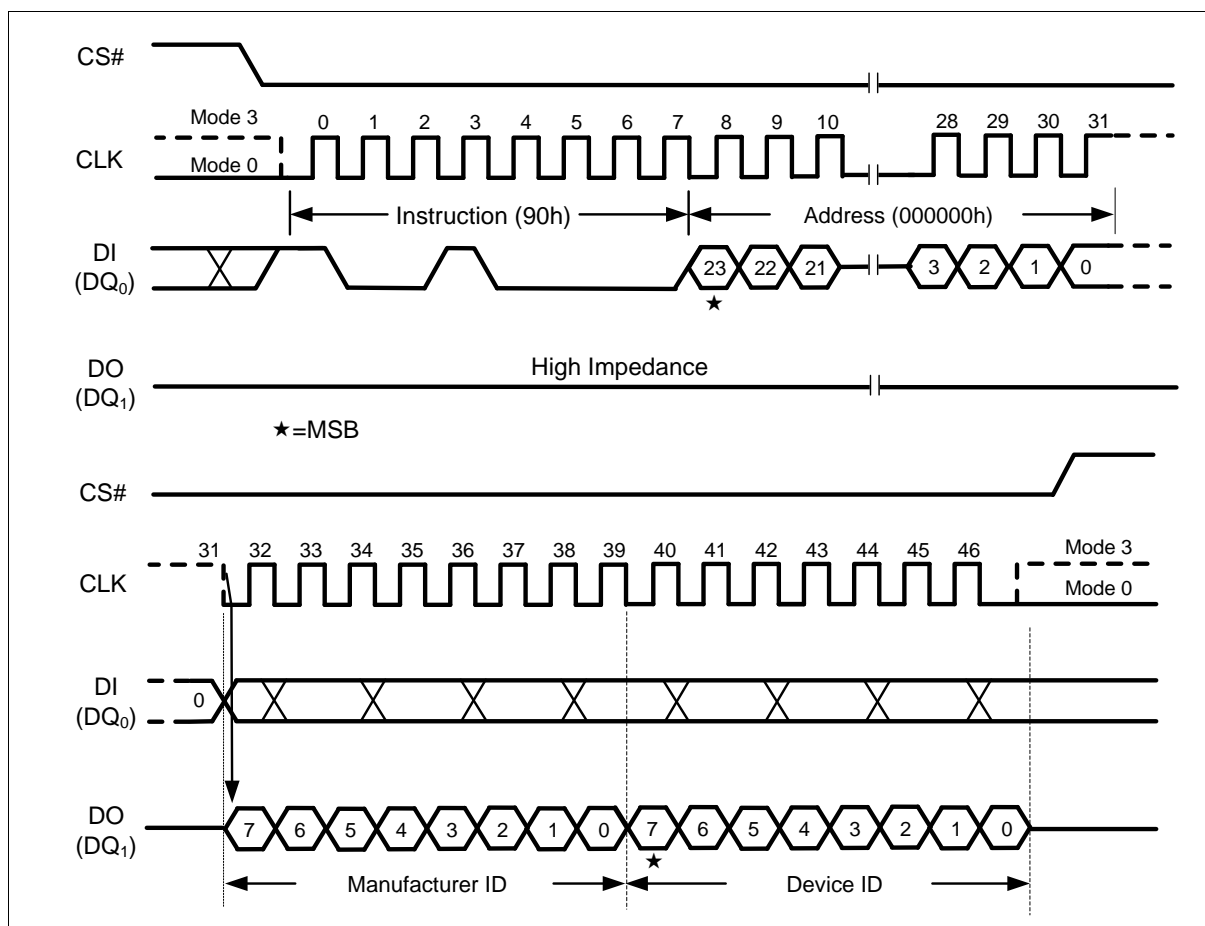 CS#
Mode 3
0 1 2 3 4 5 6 7 8 9 10 28 29 30 31
CLK
Mode 0
Instruction (90h) Address (000000h)
DI
(DQ0)
23 22 21 3 2 1 0
★
DO
(DQ1)
High Impedance
★=MSB
CS#
31 32 33 34 35 36 37 38 39 40 41 42 43 44 45 46
Mode 3
CLK
Mode 0
DI
(DQ0)
0
DO
(DQ1)
7 6 5 4 3 2 1 0 7 6 5 4 3 2 1 0
★
Manufacturer ID Device ID